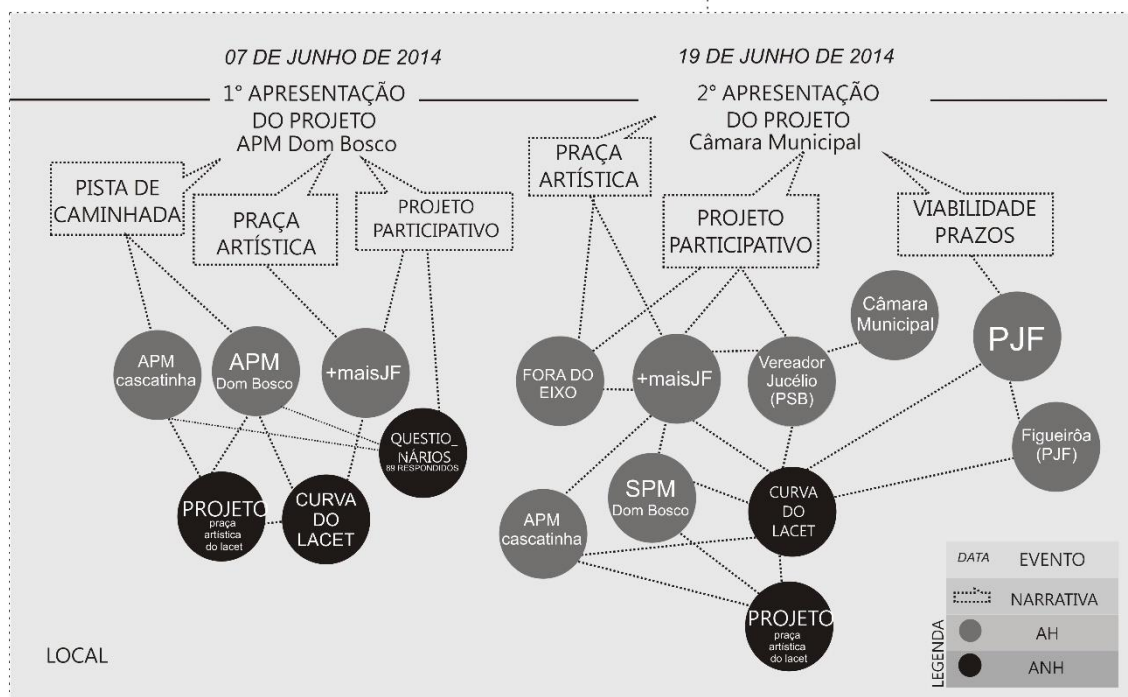 07 DE JUNHO DE 2014
1° APRESENTAÇÃO
DO PROJETO
APM Dom Bosco
PISTA DE
CAMINHADA
PRAÇA
ARTÍSTICA
PROJETO
PARTICIPATIVO
APM
cascatinha
APM
Dom Bosco
+maisJF
QUESTIO_
NÁRIOS
89 RESPONDIDOS
PROJETO
praça
artística
do lacet
CURVA
DO
LACET
19 DE JUNHO DE 2014
2° APRESENTAÇÃO
DO PROJETO
Câmara Municipal
PRAÇA
ARTÍSTICA
PROJETO
PARTICIPATIVO
VIABILIDADE
PRAZOS
Câmara
Municipal
PJF
FORA DO
EIXO
+maisJF
Vereador
Jucélio
(PSB)
Figueirôa
(PJF)
SPM
Dom Bosco
CURVA
DO
LACET
APM
cascatinha
PROJETO
praça
artística
do lacet
LOCAL
LEGENDA
DATA EVENTO
NARRATIVA
AH
ANH